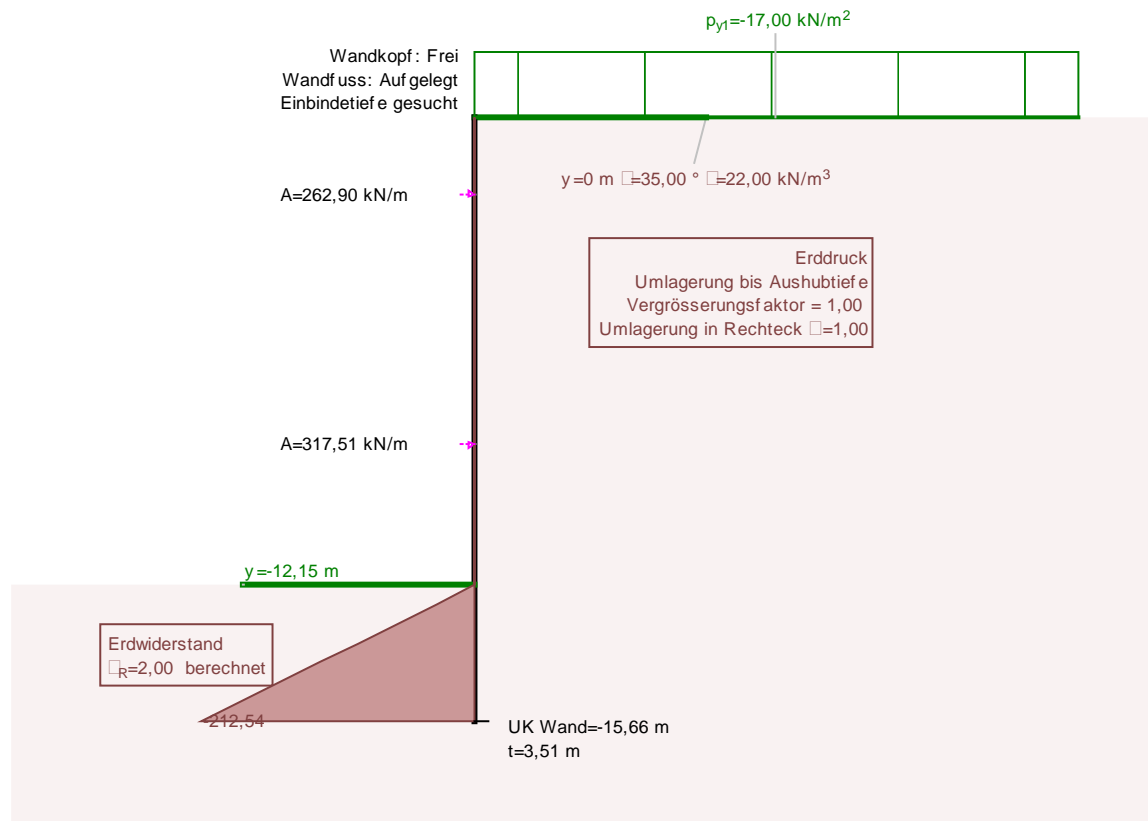 p_y1=-17,00 kN/m²
Wandkopf: Frei
Wandfuss: Aufgelegt
Einbindetiefe gesucht
y=0 m □=35,00 ° □=22,00 kN/m³
A=262,90 kN/m
Erddruck
Umlagerung bis Aushubtiefe
Vergrösserungsfaktor = 1,00
Umlagerung in Rechteck □=1,00
A=317,51 kN/m
y=-12,15 m
Erdwiderstand
□_R=2,00 berechnet
-212,54
UK Wand=-15,66 m
t=3,51 m